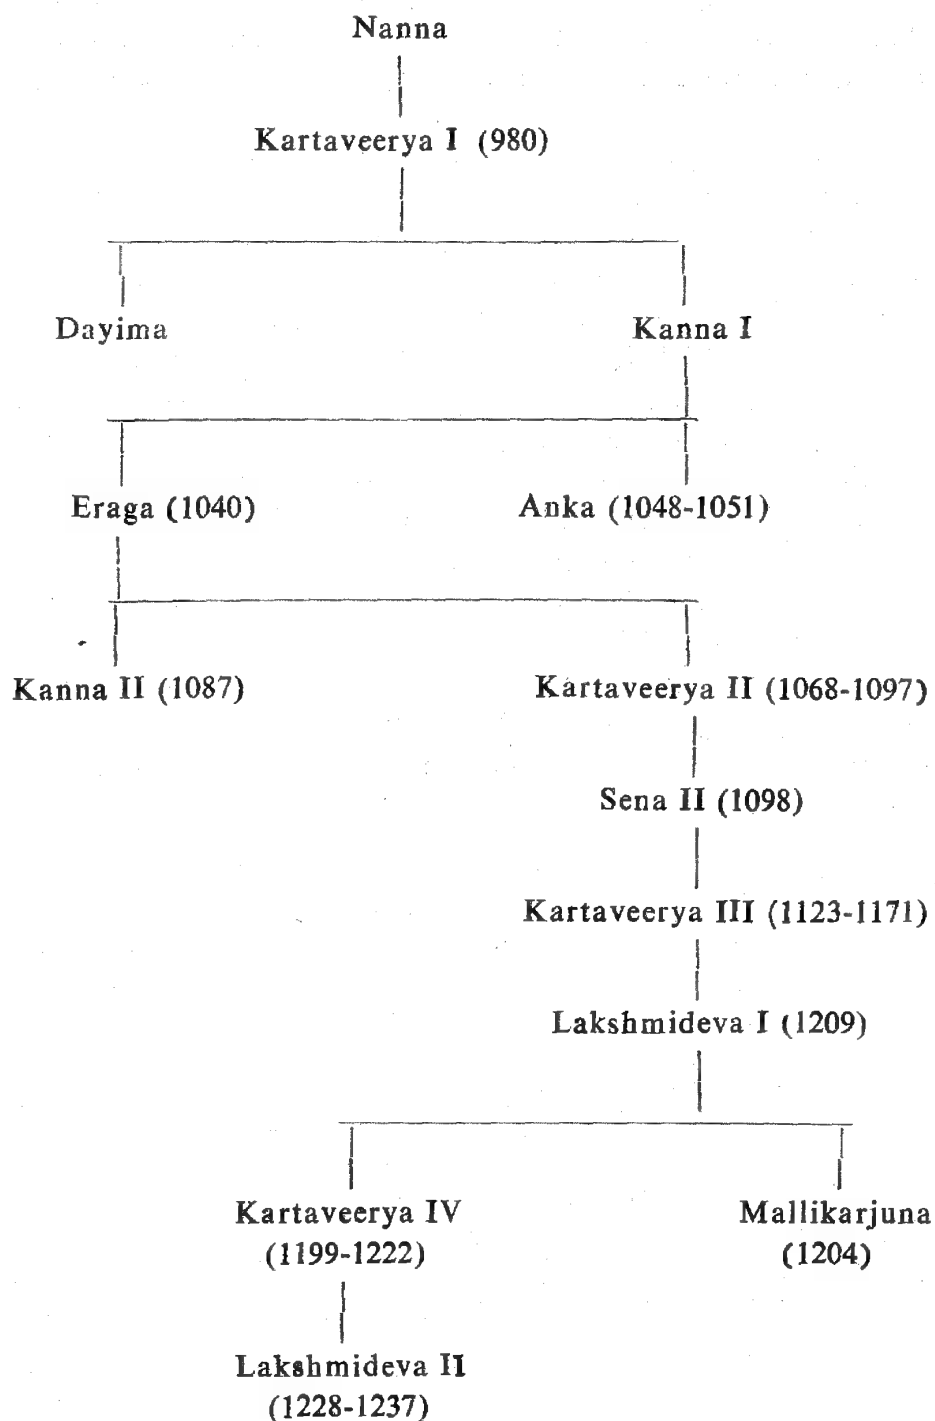 Nanna
Kartaveerya I (980)
Dayima Kanna I
Eraga (1040) Anka (1048-1051)
Kanna II (1087) Kartaveerya II (1068-1097)
Sena II (1098)
Kartaveerya III (1123-1171)
Lakshmideva I (1209)
Kartaveerya IV Mallikarjuna
(1199-1222) (1204)
Lakshmideva II
(1228-1237)